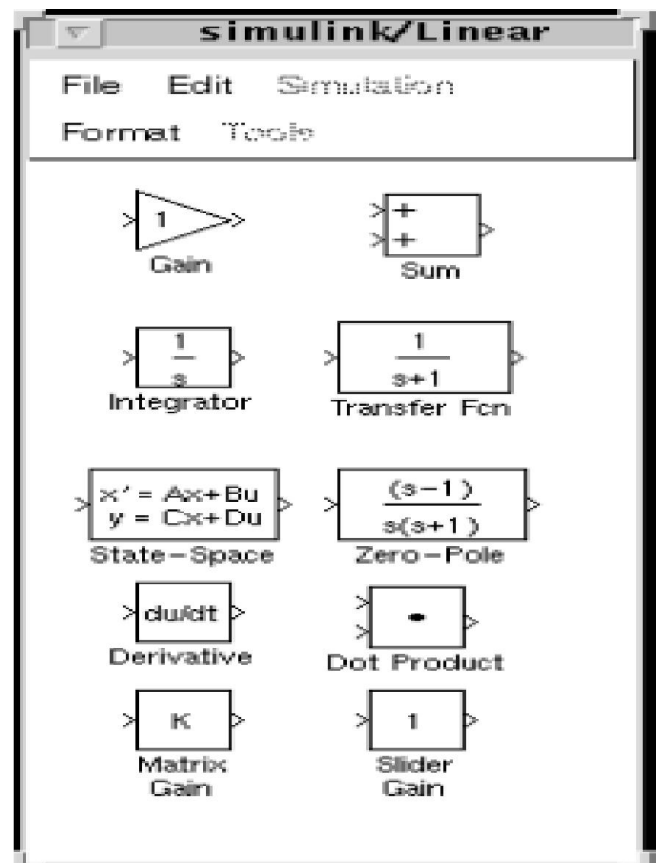 simulink/Linear
File Edit Simulation
Format Tools
1
Gain
+
+
Sum
1
s
Integrator
1
s+1
Transfer Fcn
x' = Ax+Bu
y = Cx+Du
State-Space
(s-1)
s(s+1)
Zero-Pole
du/dt
Derivative
Dot Product
K
Matrix
Gain
1
Slider
Gain